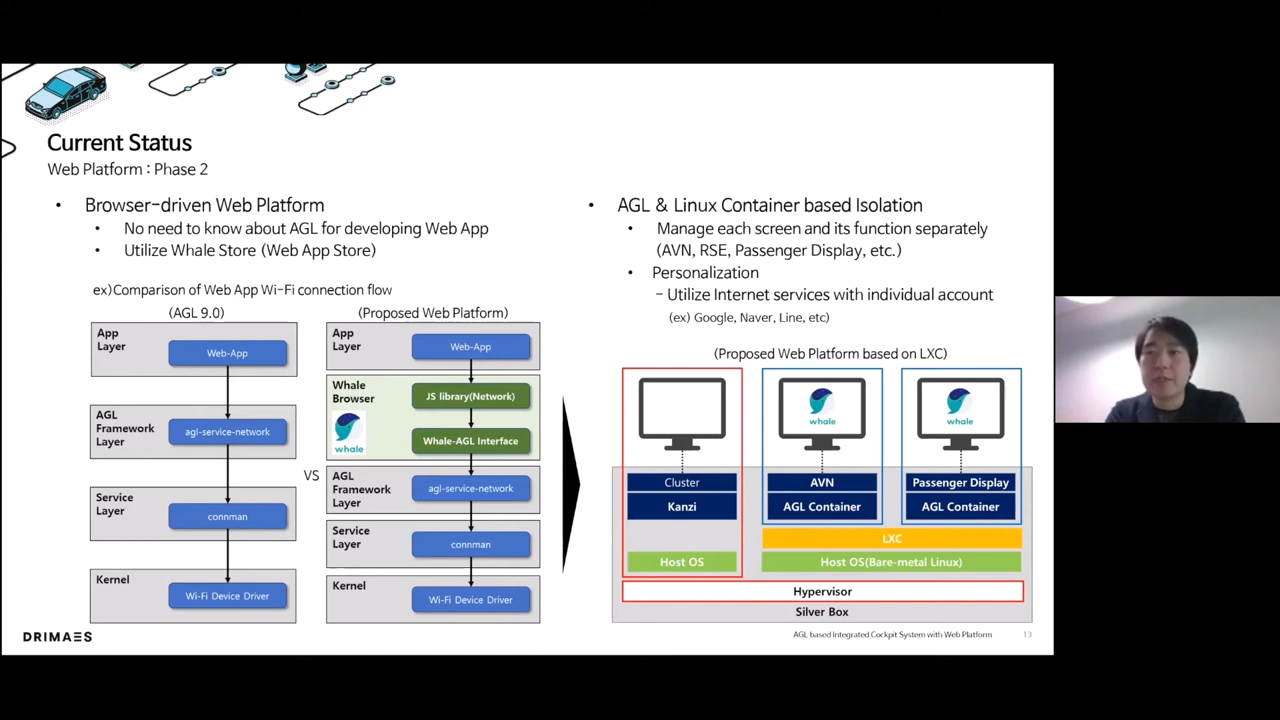 Current Status
Web Platform : Phase 2
• Browser-driven Web Platform
• No need to know about AGL for developing Web App
• Utilize Whale Store (Web App Store)
ex)Comparison of Web App Wi-Fi connection flow
(AGL 9.0)
App
Layer
Web-App
AGL
Framework
Layer
agl-service-network
Service
Layer
connman
Kernel
Wi-Fi Device Driver
VS
(Proposed Web Platform)
App
Layer
Web-App
Whale
Browser
whale
JS library(Network)
Whale-AGL Interface
AGL
Framework
Layer
agl-service-network
Service
Layer
connman
Kernel
Wi-Fi Device Driver
• AGL & Linux Container based Isolation
• Manage each screen and its function separately
(AVN, RSE, Passenger Display, etc.)
• Personalization
- Utilize Internet services with individual account
(ex) Google, Naver, Line, etc)
(Proposed Web Platform based on LXC)
whale
whale
Cluster
AVN
Passenger Display
Kanzi
AGL Container
AGL Container
LXC
Host OS
Host OS(Bare-metal Linux)
Hypervisor
Silver Box
DRIMAES
AGL based Integrated Cockpit System with Web Platform
13